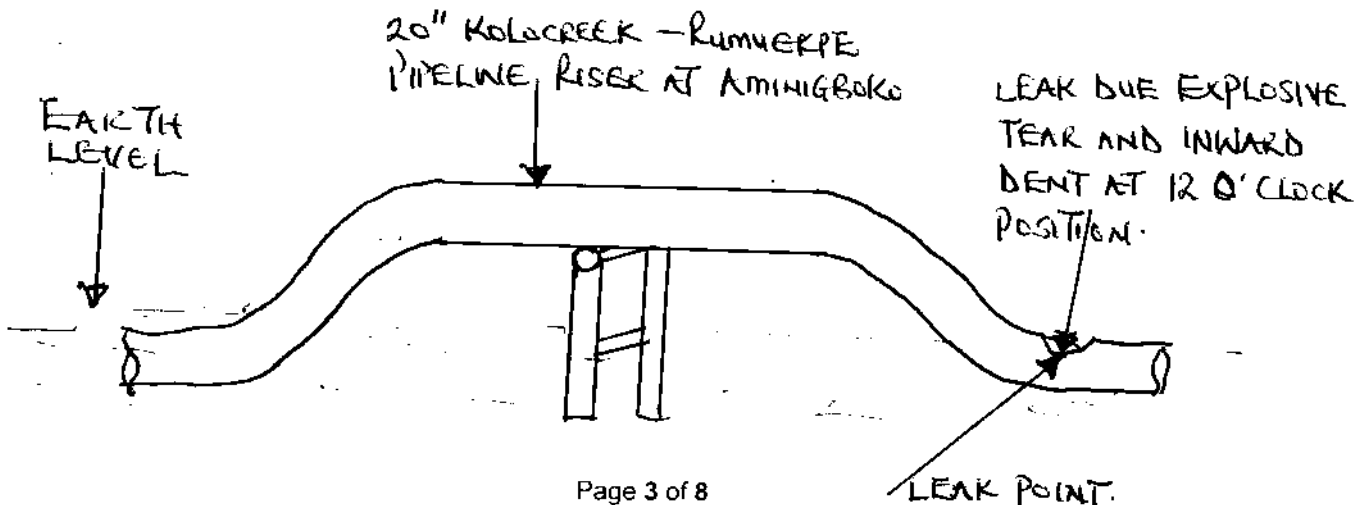 20" KOLOCREEK - RUMUEKPE
PIPELINE RISER AT AMINIGBOKO
EARTH
LEVEL
LEAK DUE EXPLOSIVE
TEAR AND INWARD
DENT AT 12 O'CLOCK
POSITION.
Page 3 of 8
LEAK POINT.